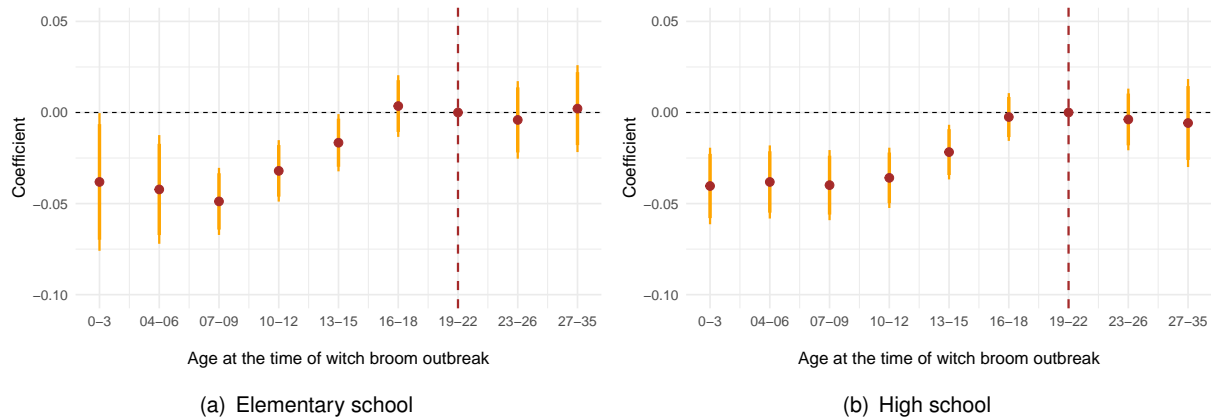 0.05
0.00
−0.05
−0.10
Coefficient
0−3 04−06 07−09 10−12 13−15 16−18 19−22 23−26 27−35
Age at the time of witch broom outbreak
(a) Elementary school
0.05
0.00
−0.05
−0.10
Coefficient
0−3 04−06 07−09 10−12 13−15 16−18 19−22 23−26 27−35
Age at the time of witch broom outbreak
(b) High school